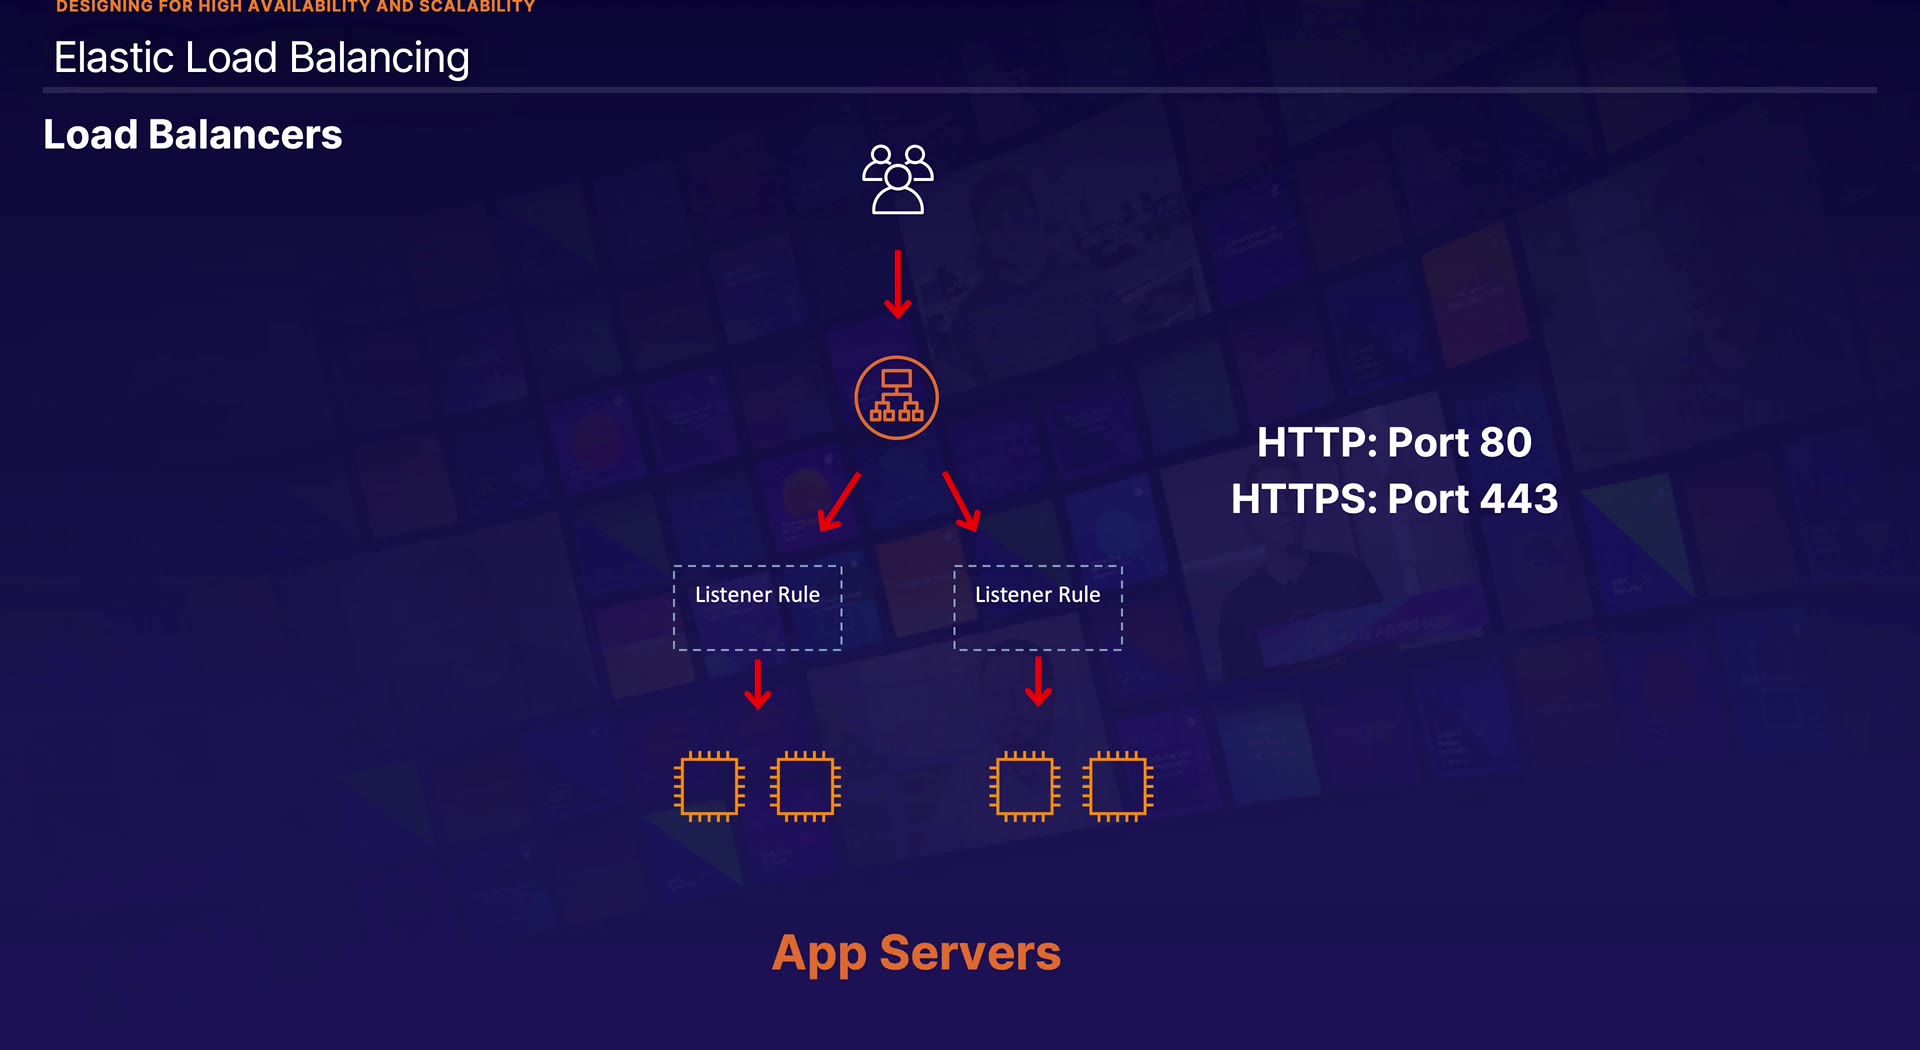 DESIGNING FOR HIGH AVAILABILITY AND SCALABILITY
Elastic Load Balancing
Load Balancers
HTTP: Port 80
HTTPS: Port 443
Listener Rule
Listener Rule
App Servers